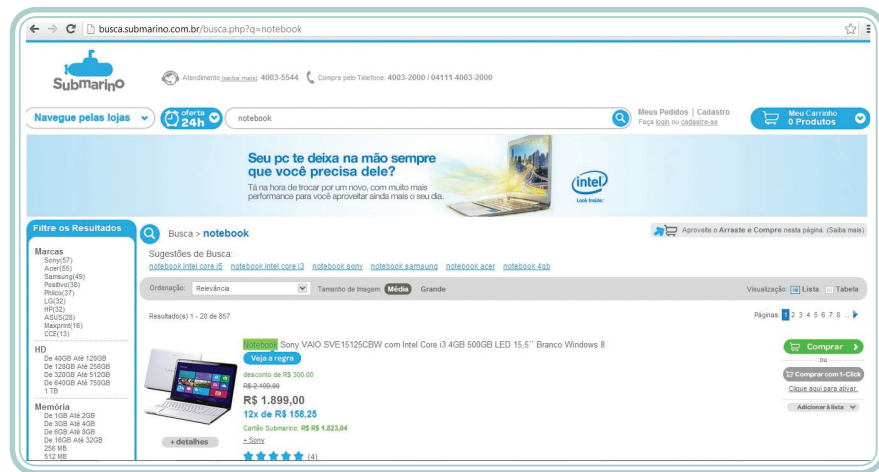 busca.submarino.com.br/busca.php?q=notebook
Submarino
Atendimento (saiba mais): 4003-5544
Compre pelo Telefone: 4003-2000 / 04111 4003-2000
Navegue pelas lojas
oferta 24h
notebook
Meus Pedidos | Cadastro
Faça login ou cadastre-se
Meu Carrinho
0 Produtos
Seu pc te deixa na mão sempre
que você precisa dele?
Tá na hora de trocar por um novo, com muito mais
performance para você aproveitar ainda mais o seu dia.
intel
Look Inside.
Filtre os Resultados
Marcas
Sony(57)
Acer(55)
Samsung(49)
Positivo(38)
Philco(37)
LG(32)
HP(32)
ASUS(28)
Maxprint(16)
CCE(13)
HD
De 40GB Até 120GB
De 128GB Até 256GB
De 320GB Até 512GB
De 640GB Até 750GB
1 TB
Memória
De 1GB Até 2GB
De 3GB Até 4GB
De 6GB Até 8GB
De 16GB Até 32GB
256 MB
512 MB
Busca > notebook
Aproveite o Arraste e Compre nesta página. (Saiba mais)
Sugestões de Busca:
notebook intel core i5 notebook intel core i3 notebook sony notebook samsung notebook acer notebook 4gb
Ordenação: Relevância Tamanho de Imagem: Média Grande
Visualização: Lista Tabela
Resultado(s) 1 - 20 de 857
Páginas: 1 2 3 4 5 6 7 8 ...
Notebook Sony VAIO SVE15125CBW com Intel Core i3 4GB 500GB LED 15,5'' Branco Windows 8
Veja a regra
desconto de R$ 300,00
R$ 2.199,00
R$ 1.899,00
12x de R$ 158,25
Cartão Submarino: R$ R$ 1.823,04
+ Sony
(4)
+ detalhes
Comprar
ou
Comprar com 1-Click
Clique aqui para ativar.
Adicionar à lista